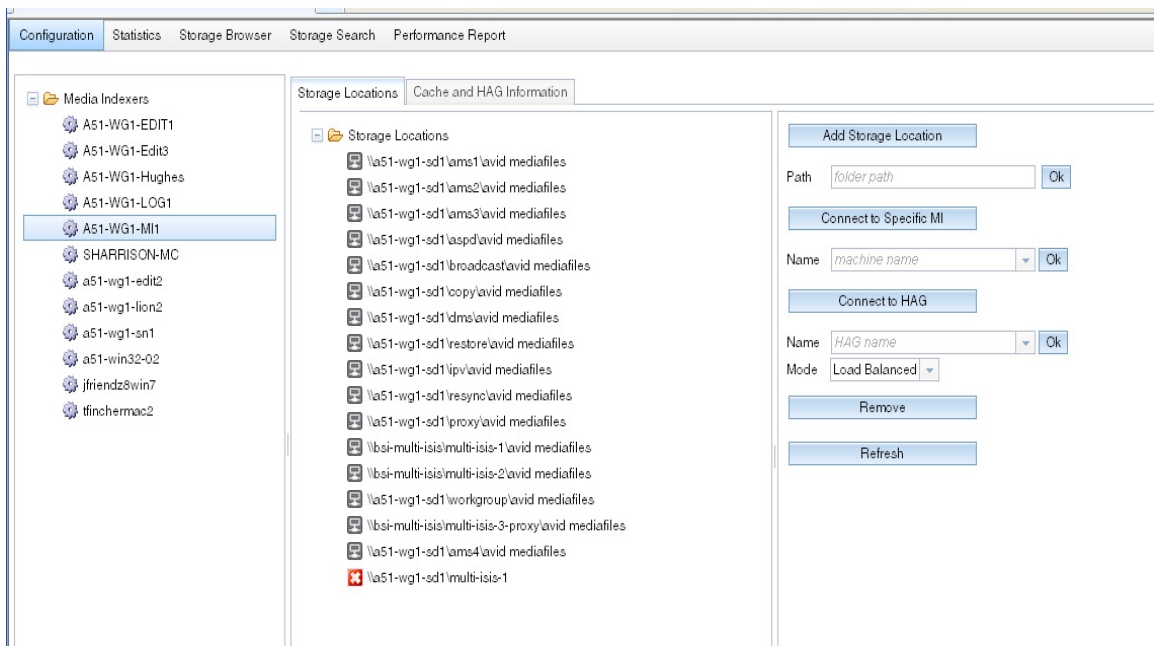 Configuration Statistics Storage Browser Storage Search Performance Report
Media Indexers
A51-WG1-EDIT1
A51-WG1-Edit3
A51-WG1-Hughes
A51-WG1-LOG1
A51-WG1-MI1
SHARRISON-MC
a51-wg1-edit2
a51-wg1-lion2
a51-wg1-sn1
a51-win32-02
jfriendz8win7
tfinchermac2
Storage Locations Cache and HAG Information
Storage Locations
\\a51-wg1-sd1\ams1\avid mediafiles
\\a51-wg1-sd1\ams2\avid mediafiles
\\a51-wg1-sd1\ams3\avid mediafiles
\\a51-wg1-sd1\aspd\avid mediafiles
\\a51-wg1-sd1\broadcast\avid mediafiles
\\a51-wg1-sd1\copy\avid mediafiles
\\a51-wg1-sd1\dms\avid mediafiles
\\a51-wg1-sd1\restore\avid mediafiles
\\a51-wg1-sd1\ipv\avid mediafiles
\\a51-wg1-sd1\resync\avid mediafiles
\\a51-wg1-sd1\proxy\avid mediafiles
\\bsi-multi-isis\multi-isis-1\avid mediafiles
\\bsi-multi-isis\multi-isis-2\avid mediafiles
\\a51-wg1-sd1\workgroup\avid mediafiles
\\bsi-multi-isis\multi-isis-3-proxy\avid mediafiles
\\a51-wg1-sd1\ams4\avid mediafiles
\\a51-wg1-sd1\multi-isis-1
Add Storage Location
Path folder path Ok
Connect to Specific MI
Name machine name Ok
Connect to HAG
Name HAG name Ok
Mode Load Balanced
Remove
Refresh